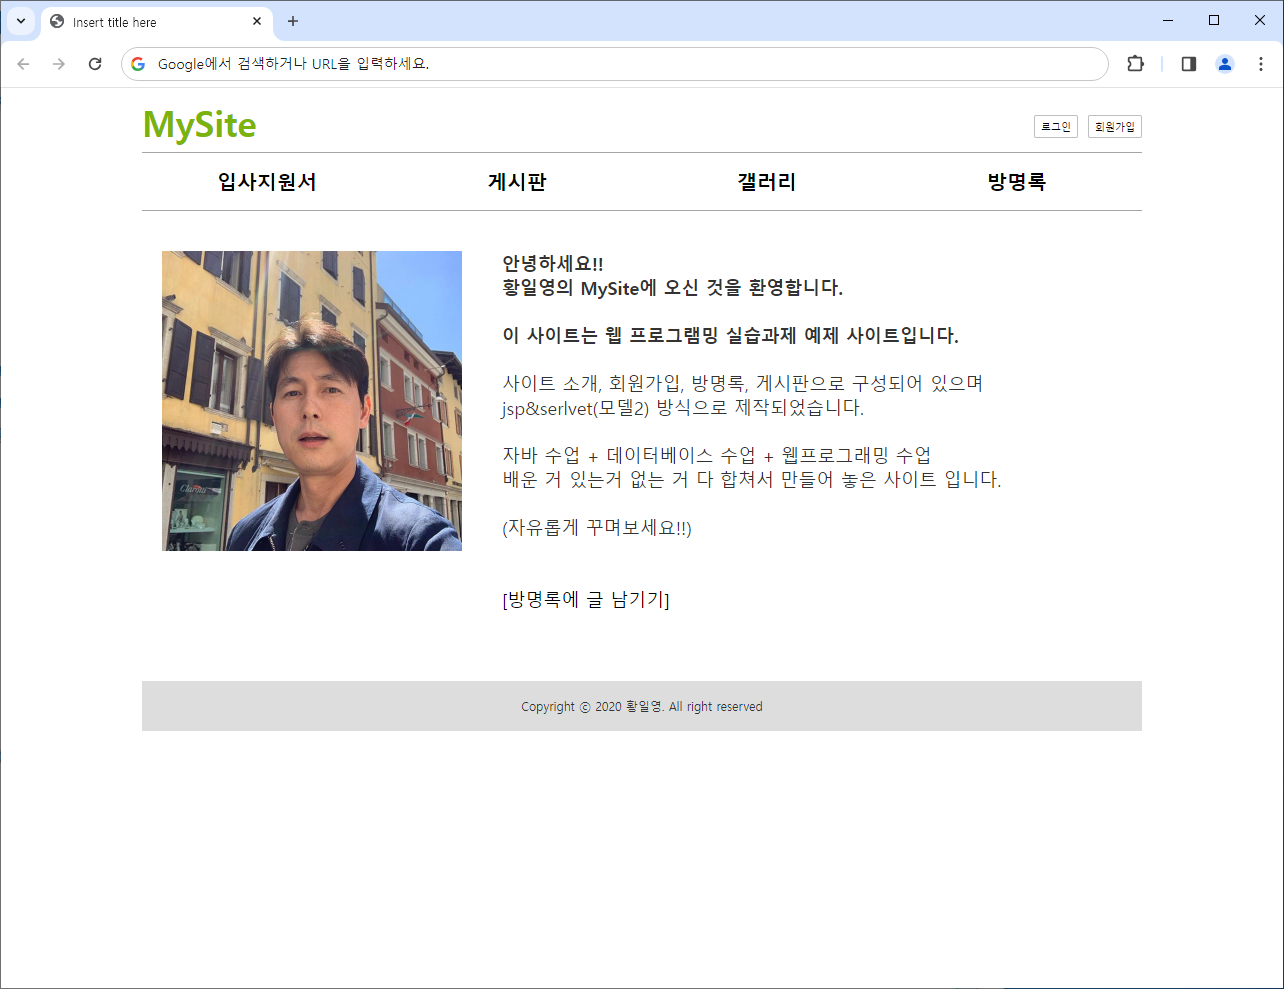 Insert title here
Google에서 검색하거나 URL을 입력하세요.
MySite
로그인 회원가입
입사지원서 게시판 갤러리 방명록
안녕하세요!!
황일영의 MySite에 오신 것을 환영합니다.
이 사이트는 웹 프로그램밍 실습과제 예제 사이트입니다.
사이트 소개, 회원가입, 방명록, 게시판으로 구성되어 있으며
jsp&serlvet(모델2) 방식으로 제작되었습니다.
자바 수업 + 데이터베이스 수업 + 웹프로그래밍 수업
배운 거 있는거 없는 거 다 합쳐서 만들어 놓은 사이트 입니다.
(자유롭게 꾸며보세요!!)
[방명록에 글 남기기]
Copyright ⓒ 2020 황일영. All right reserved